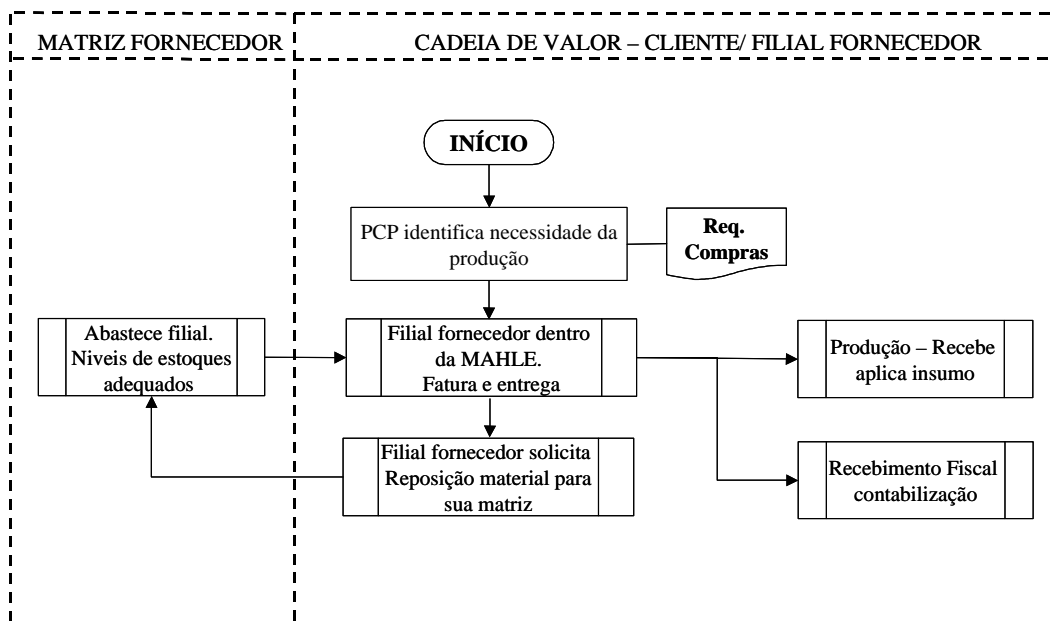 MATRIZ FORNECEDOR
CADEIA DE VALOR – CLIENTE/ FILIAL FORNECEDOR
INÍCIO
PCP identifica necessidade da
produção
Req.
Compras
Abastece filial.
Niveis de estoques
adequados
Filial fornecedor dentro
da MAHLE.
Fatura e entrega
Produção – Recebe
aplica insumo
Filial fornecedor solicita
Reposição material para
sua matriz
Recebimento Fiscal
contabilização